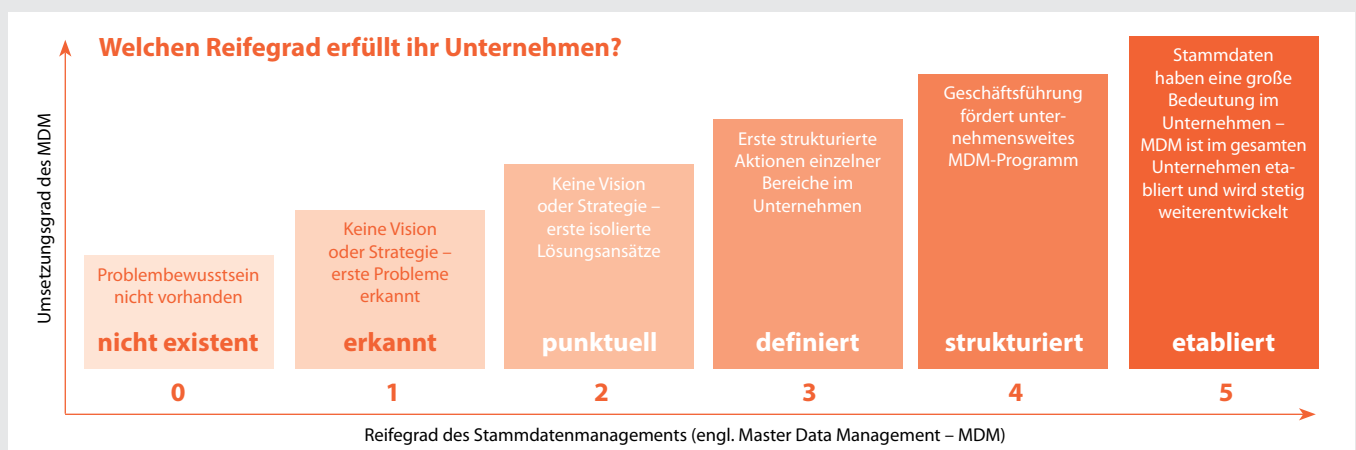 Welchen Reifegrad erfüllt ihr Unternehmen?
Umsetzungsgrad des MDM
Problembewusstsein
nicht vorhanden
nicht existent
0
Keine Vision
oder Strategie –
erste Probleme
erkannt
erkannt
1
Keine Vision
oder Strategie –
erste isolierte
Lösungsansätze
punktuell
2
Erste strukturierte
Aktionen einzelner
Bereiche im
Unternehmen
definiert
3
Geschäftsführung
fördert unter-
nehmensweites
MDM-Programm
strukturiert
4
Stammdaten
haben eine große
Bedeutung im
Unternehmen –
MDM ist im gesamten
Unternehmen eta-
bliert und wird stetig
weiterentwickelt
etabliert
5
Reifegrad des Stammdatenmanagements (engl. Master Data Management – MDM)